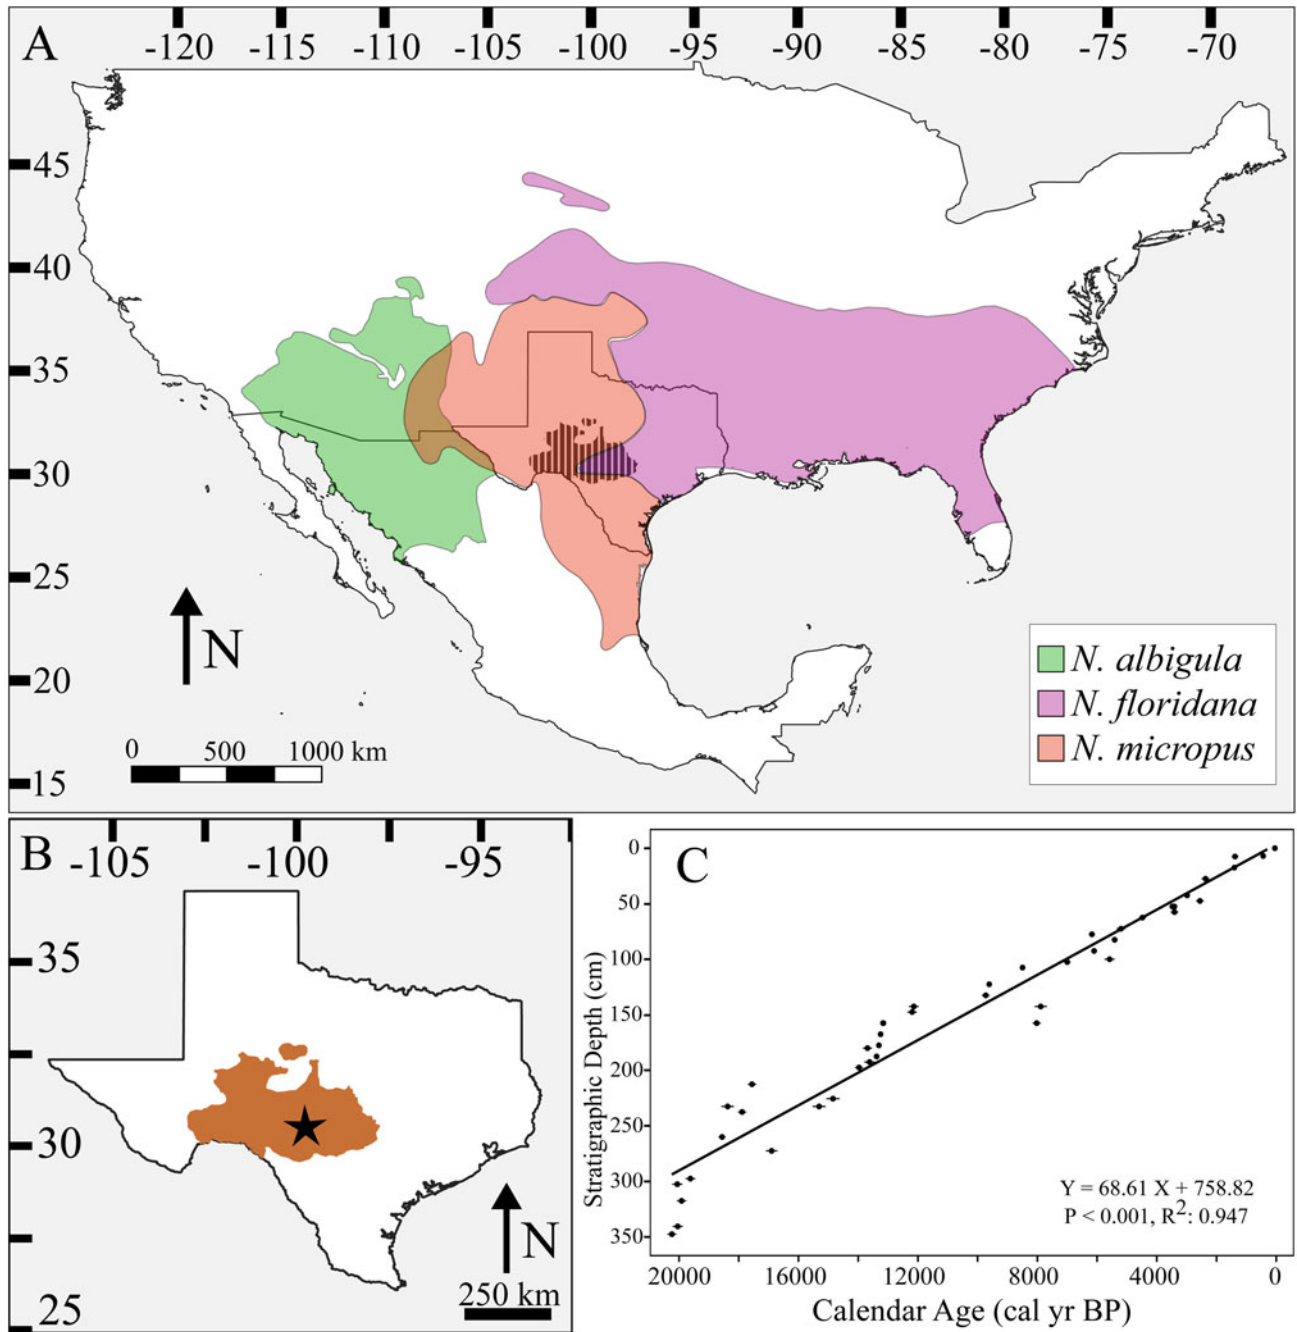 A
-120 -115 -110 -105 -100 -95 -90 -85 -80 -75 -70
45
40
35
30
25
20
15
N
0 500 1000 km
N. albigula
N. floridana
N. micropus
B
-105 -100 -95
35
30
25
N
250 km
C
Stratigraphic Depth (cm)
0
50
100
150
200
250
300
350
Y = 68.61 X + 758.82
P < 0.001, R²: 0.947
20000 16000 12000 8000 4000 0
Calendar Age (cal yr BP)